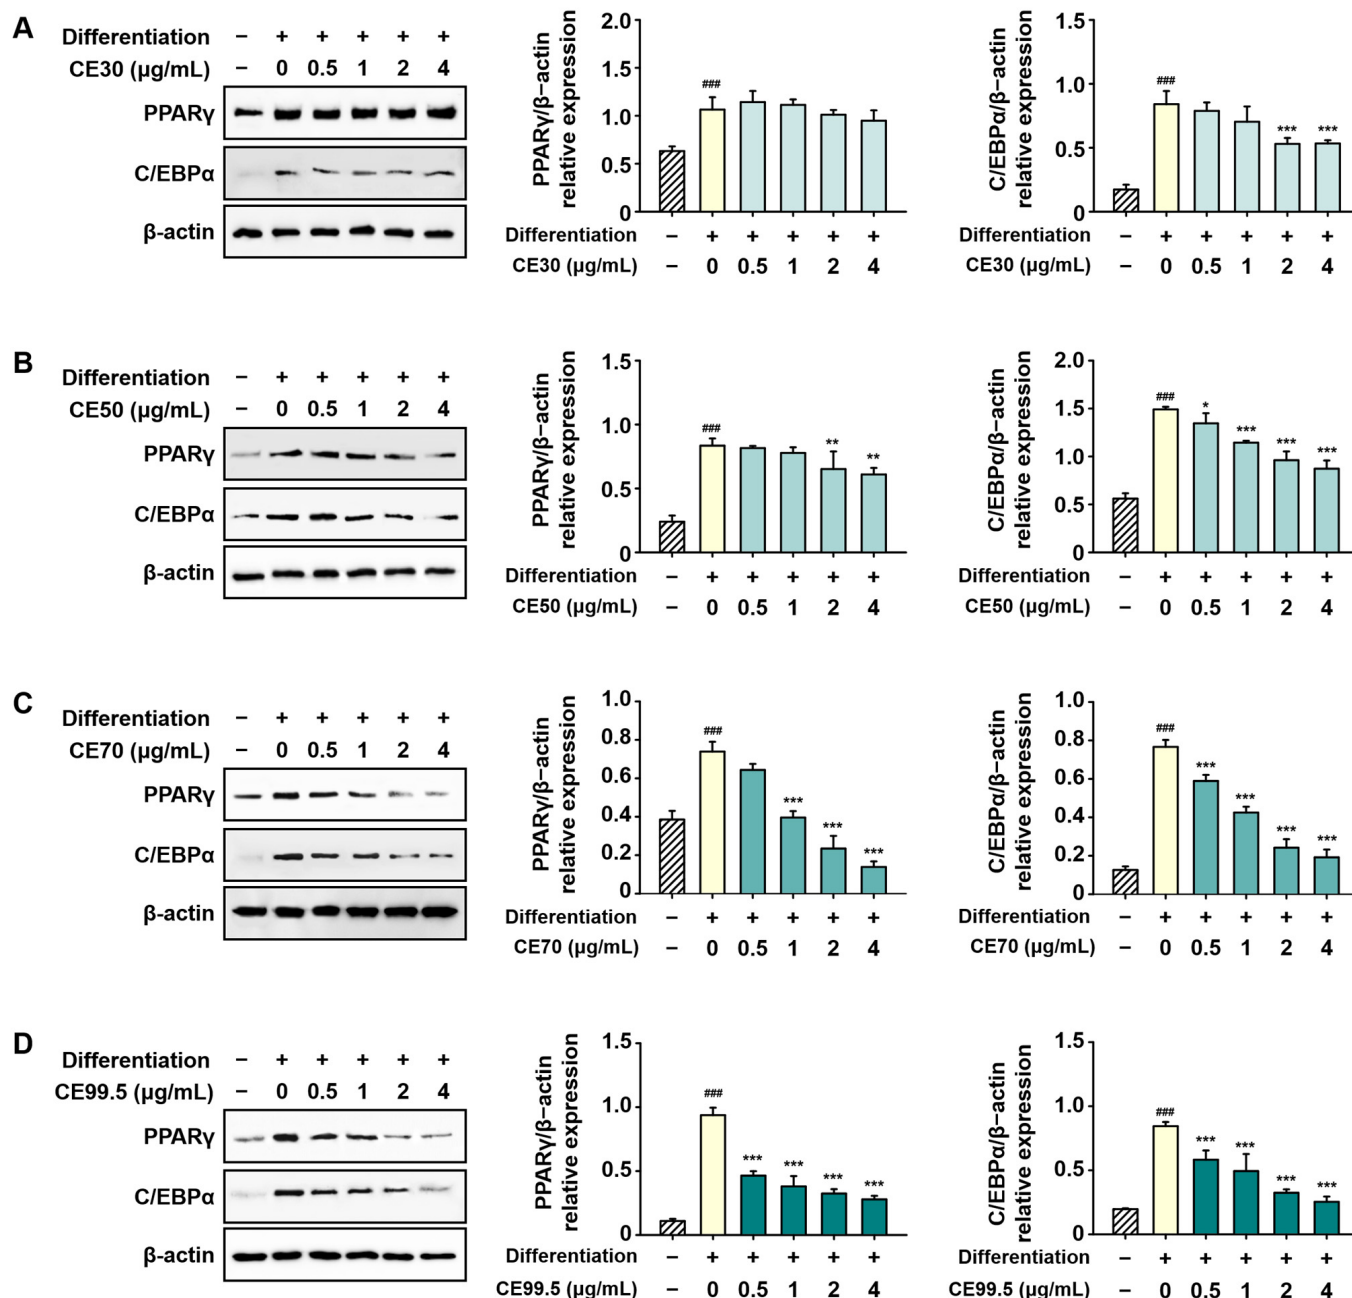 A
Differentiation − + + + + +
CE30 (µg/mL) − 0 0.5 1 2 4
PPARγ
C/EBPα
β-actin
PPARγ/β−actin
relative expression
2.0
1.5
1.0
0.5
0
###
Differentiation − + + + + +
CE30 (µg/mL) − 0 0.5 1 2 4
C/EBPα/β−actin
relative expression
1.5
1.0
0.5
0
### *** ***
Differentiation − + + + + +
CE30 (µg/mL) − 0 0.5 1 2 4
B
Differentiation − + + + + +
CE50 (µg/mL) − 0 0.5 1 2 4
PPARγ
C/EBPα
β-actin
PPARγ/β−actin
relative expression
1.5
1.0
0.5
0
### ** **
Differentiation − + + + + +
CE50 (µg/mL) − 0 0.5 1 2 4
C/EBPα/β−actin
relative expression
2.0
1.5
1.0
0.5
0
### * *** *** ***
Differentiation − + + + + +
CE50 (µg/mL) − 0 0.5 1 2 4
C
Differentiation − + + + + +
CE70 (µg/mL) − 0 0.5 1 2 4
PPARγ
C/EBPα
β-actin
PPARγ/β−actin
relative expression
1.0
0.8
0.6
0.4
0.2
0
### *** *** ***
Differentiation − + + + + +
CE70 (µg/mL) − 0 0.5 1 2 4
C/EBPα/β−actin
relative expression
1.0
0.8
0.6
0.4
0.2
0
### *** *** *** ***
Differentiation − + + + + +
CE70 (µg/mL) − 0 0.5 1 2 4
D
Differentiation − + + + + +
CE99.5 (µg/mL) − 0 0.5 1 2 4
PPARγ
C/EBPα
β-actin
PPARγ/β−actin
relative expression
1.5
1.0
0.5
0
### *** *** *** ***
Differentiation − + + + + +
CE99.5 (µg/mL) − 0 0.5 1 2 4
C/EBPα/β−actin
relative expression
1.5
1.0
0.5
0
### *** *** *** ***
Differentiation − + + + + +
CE99.5 (µg/mL) − 0 0.5 1 2 4